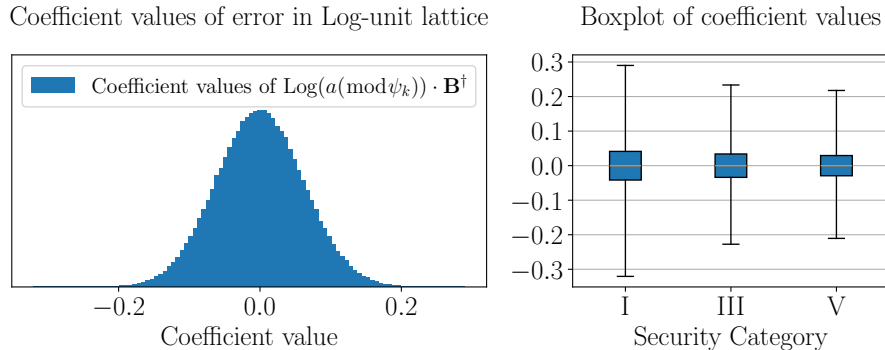 Coefficient values of error in Log-unit lattice
Coefficient values of Log(a(mod ψ_k)) · B^†
−0.2 0.0 0.2
Coefficient value
Boxplot of coefficient values
0.3
0.2
0.1
0.0
−0.1
−0.2
−0.3
I III V
Security Category